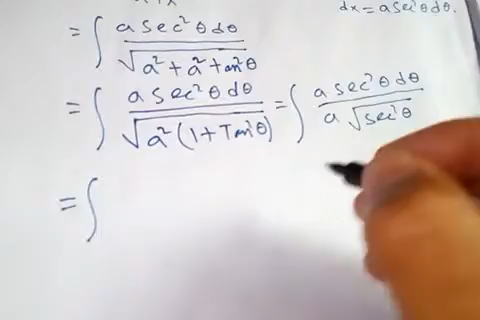 dx = a sec²θ dθ.
= ∫ a sec²θ dθ / √a² + a² tan²θ
= ∫ a sec²θ dθ / √a² (1 + Tan²θ) = ∫ a sec²θ dθ / a √sec²θ
= ∫